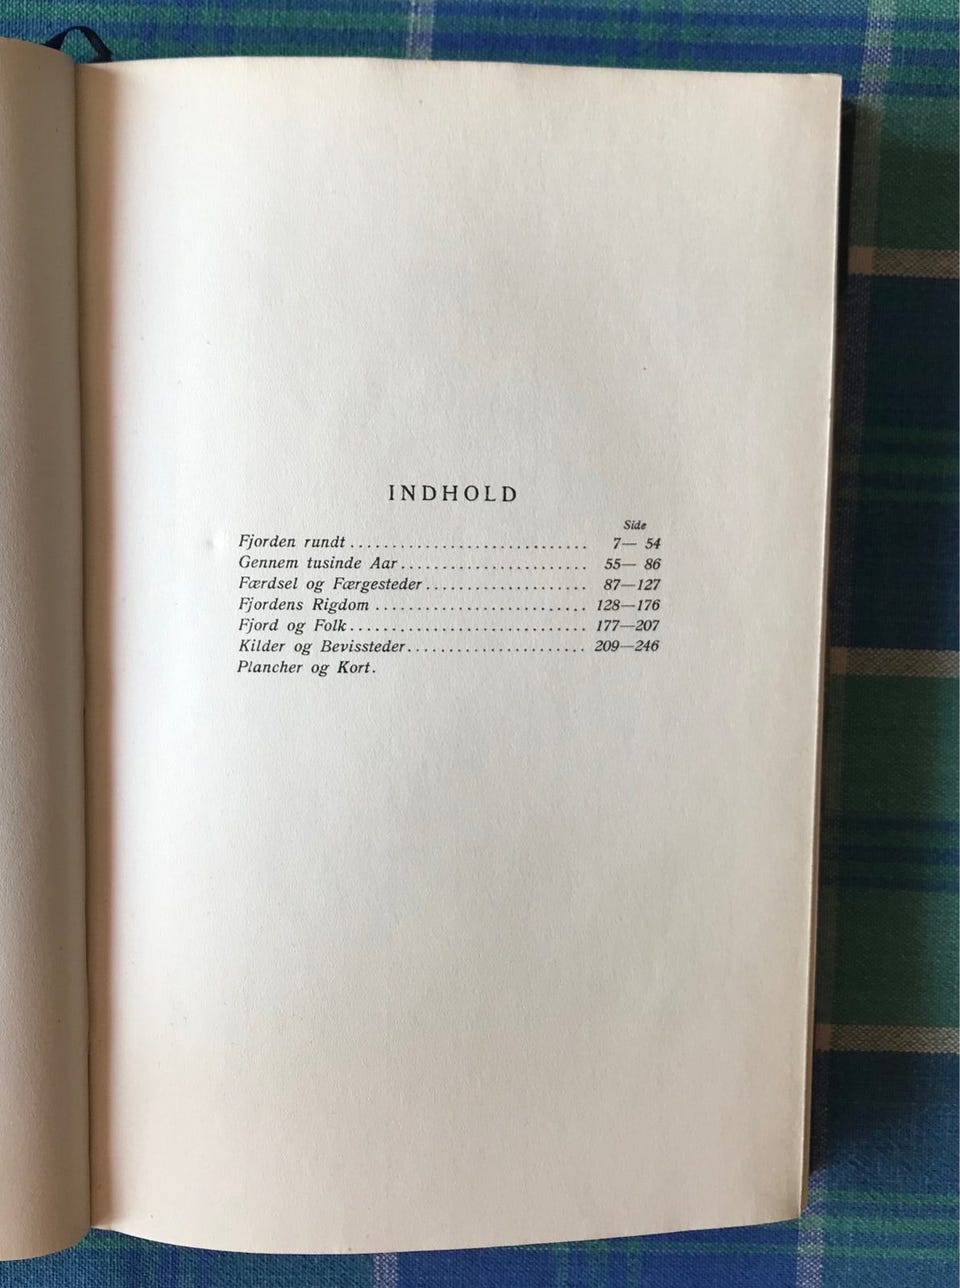 INDHOLD
Side
Fjorden rundt ............................. 7— 54
Gennem tusinde Aar....................... 55— 86
Færdsel og Færgesteder.................... 87—127
Fjordens Rigdom .......................... 128—176
Fjord og Folk............................. 177—207
Kilder og Bevissteder...................... 209—246
Plancher og Kort.